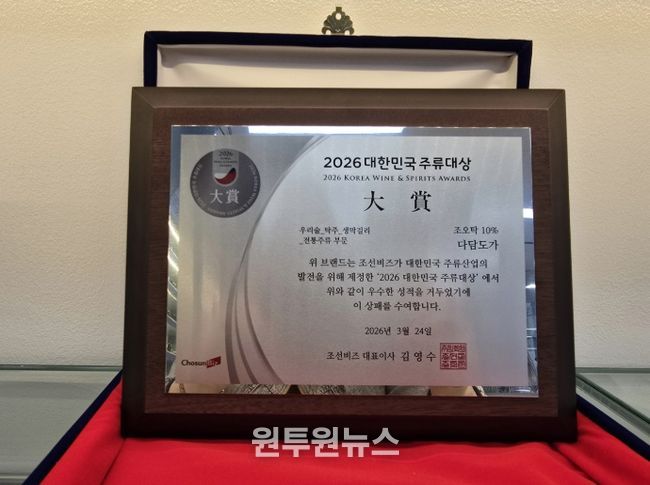 2026 대한민국 주류대상
2026 KOREA WINE & SPIRITS AWARDS
大賞
2026
大賞
우리술_탁주_생막걸리
_전통주류 부문
조오탁 10%
다담도가
위 브랜드는 조선비즈가 대한민국 주류산업의
발전을 위해 제정한 '2026 대한민국 주류대상' 에서
위와 같이 우수한 성적을 거두었기에
이 상패를 수여합니다.
2026년 3월 24일
조선비즈 대표이사 김영수
ChosunBiz
원투원뉴스